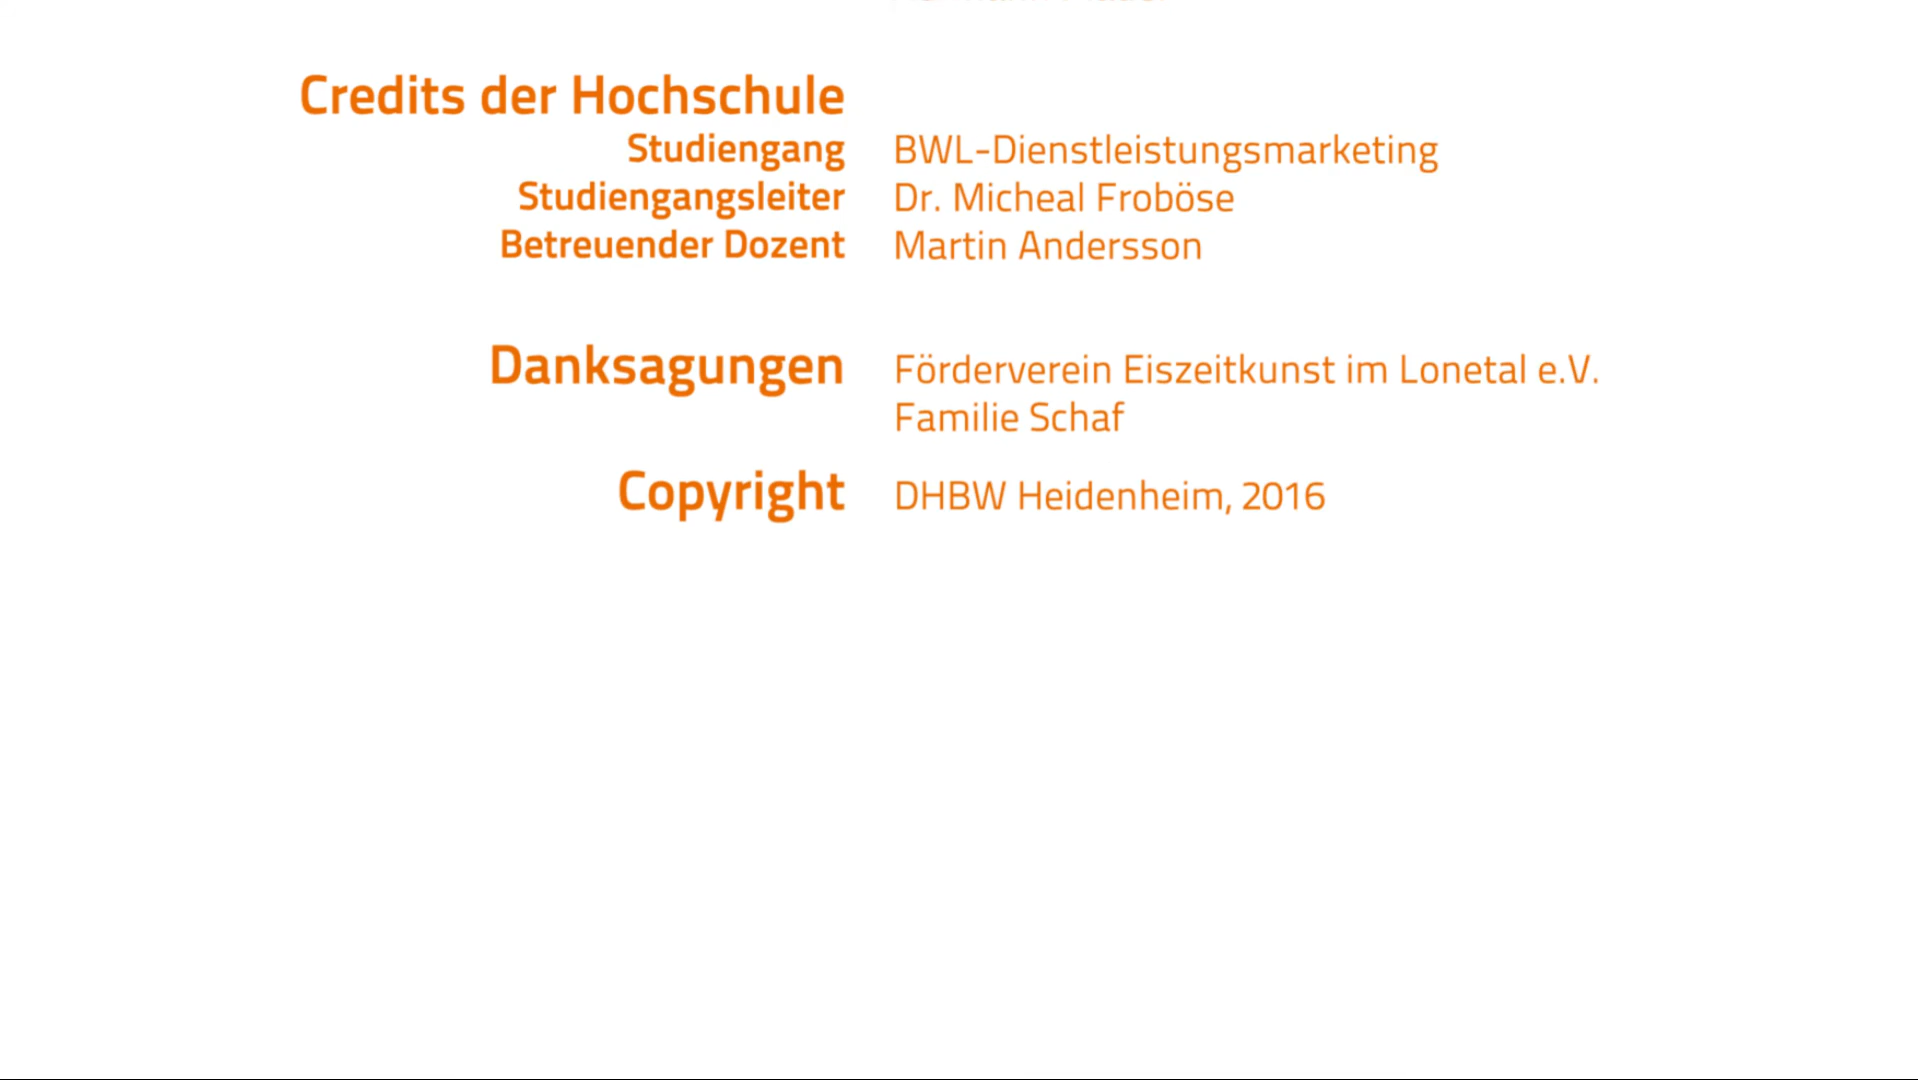 Credits der Hochschule
Studiengang BWL-Dienstleistungsmarketing
Studiengangsleiter Dr. Micheal Froböse
Betreuender Dozent Martin Andersson
Danksagungen Förderverein Eiszeitkunst im Lonetal e.V.
Familie Schaf
Copyright DHBW Heidenheim, 2016